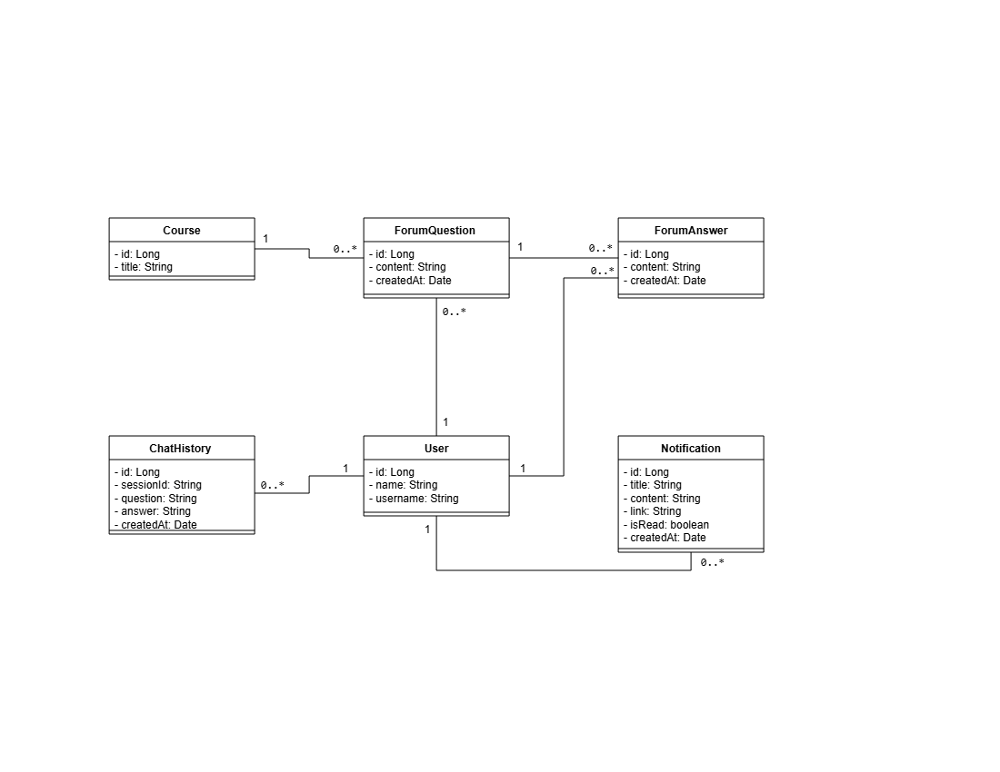 Course
- id: Long
- title: String
1
0..*
ForumQuestion
- id: Long
- content: String
- createdAt: Date
1
0..*
0..*
ForumAnswer
- id: Long
- content: String
- createdAt: Date
0..*
1
ChatHistory
- id: Long
- sessionId: String
- question: String
- answer: String
- createdAt: Date
0..*
1
User
- id: Long
- name: String
- username: String
1
1
Notification
- id: Long
- title: String
- content: String
- link: String
- isRead: boolean
- createdAt: Date
0..*